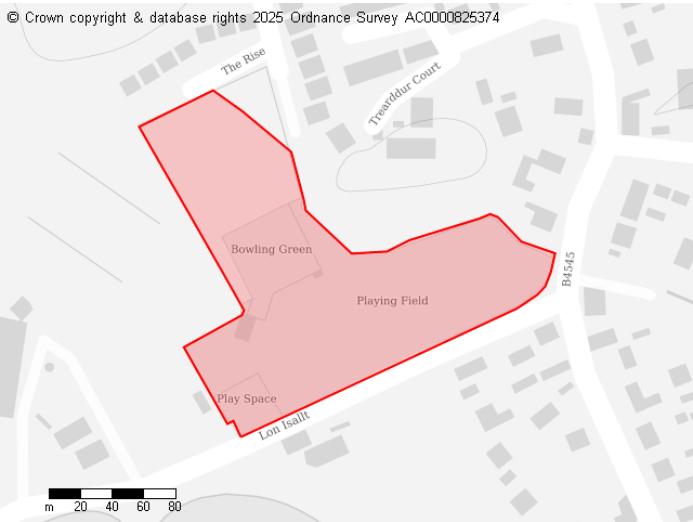 © Crown copyright & database rights 2025 Ordnance Survey AC0000825374
The Rise
Trearddur Court
Bowling Green
B4545
Playing Field
Play Space
Lon Isallt
m 20 40 60 80